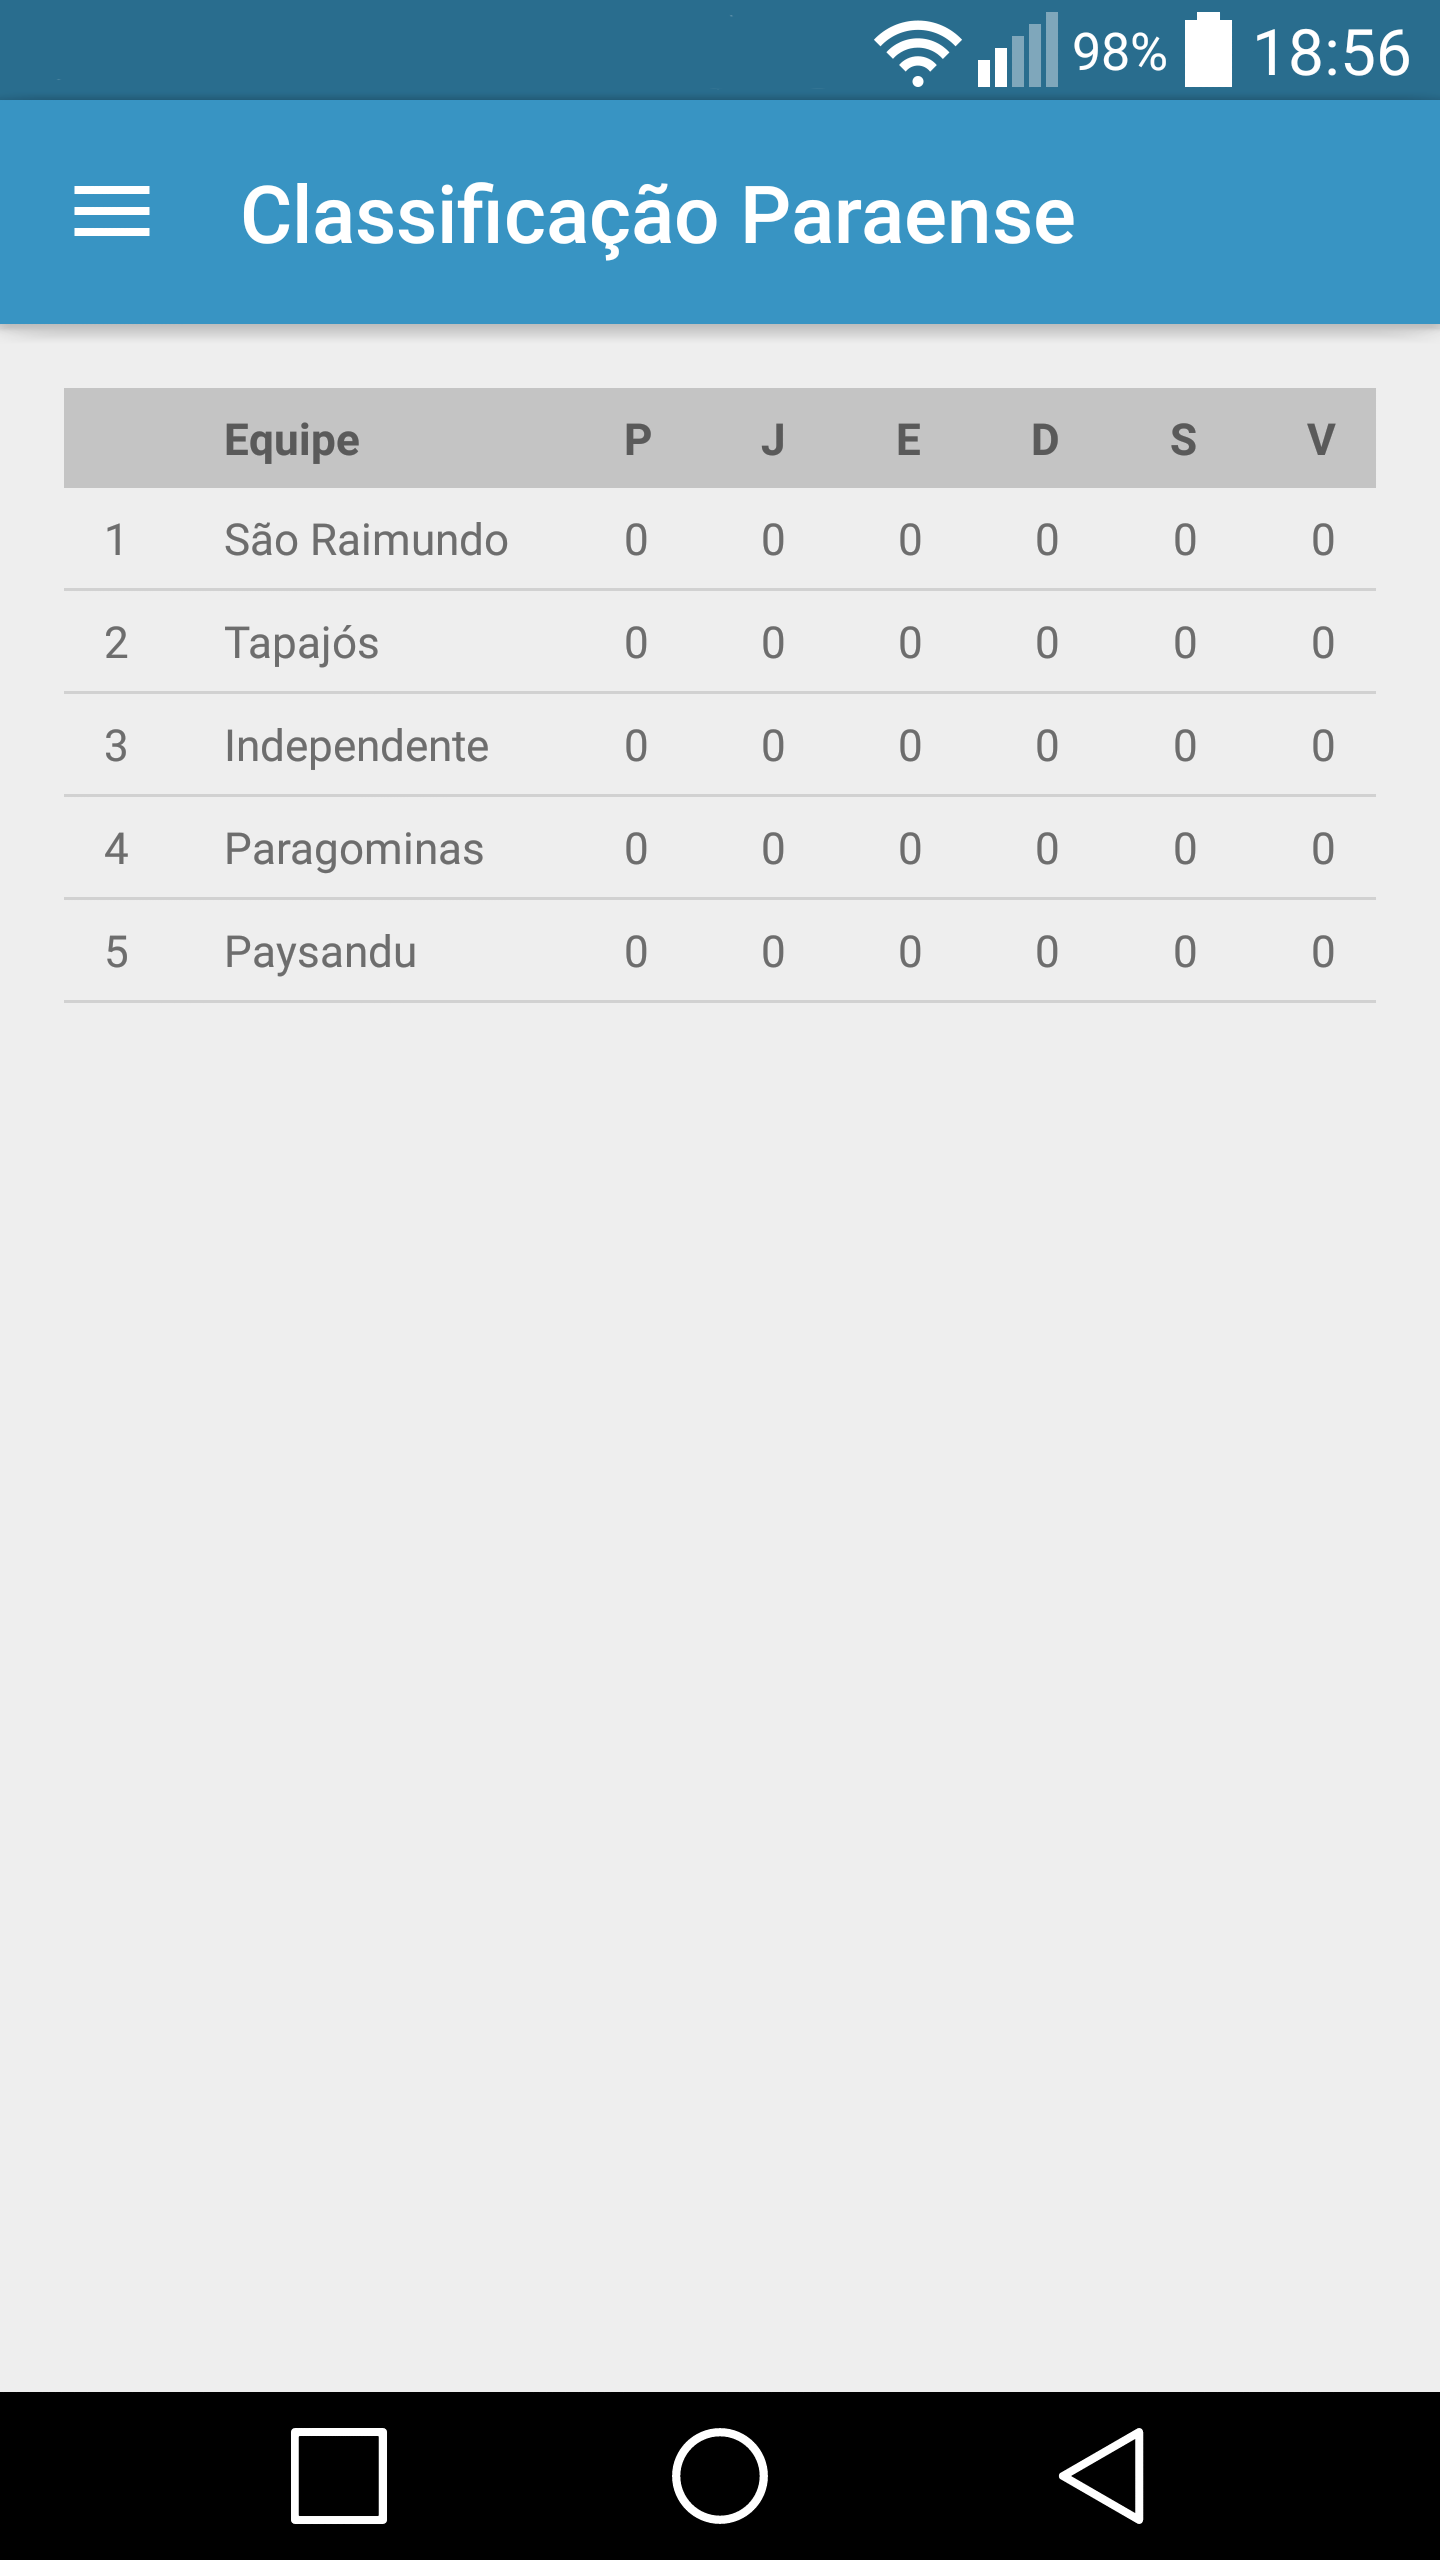 98% 18:56
Classificação Paraense
Equipe P J E D S V
1 São Raimundo 0 0 0 0 0 0
2 Tapajós 0 0 0 0 0 0
3 Independente 0 0 0 0 0 0
4 Paragominas 0 0 0 0 0 0
5 Paysandu 0 0 0 0 0 0